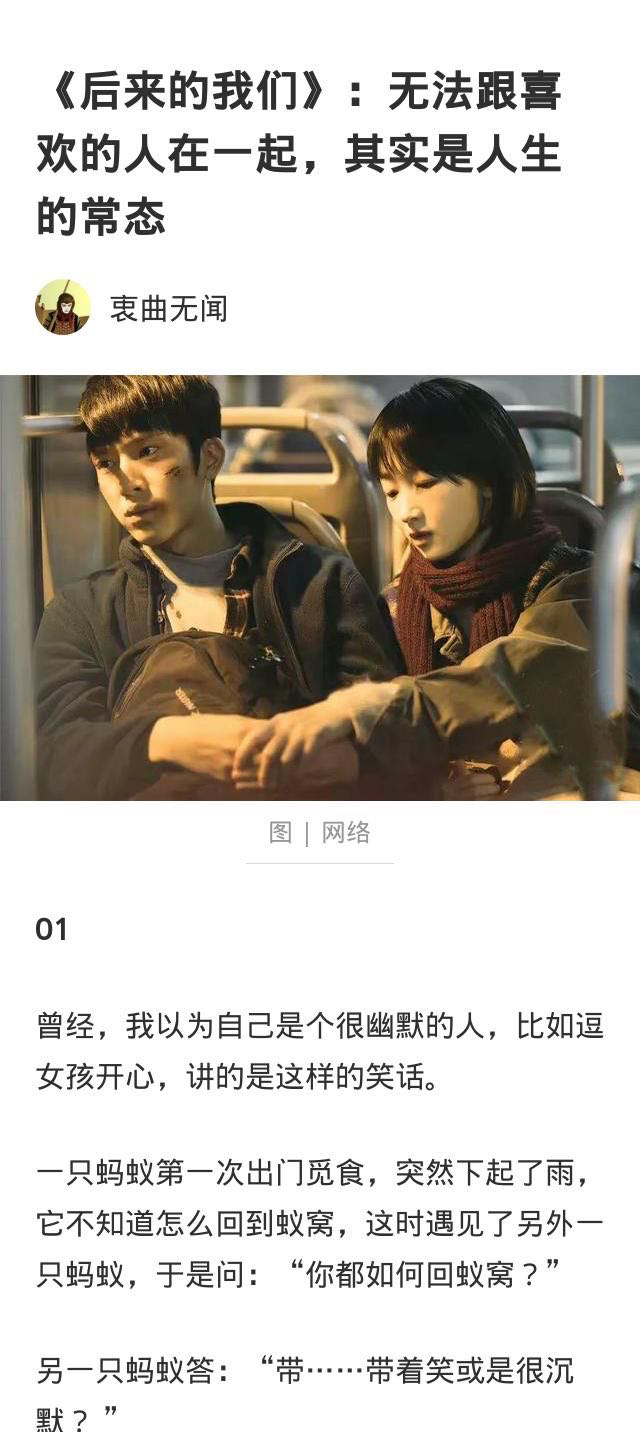 《后来的我们》：无法跟喜
欢的人在一起，其实是人生
的常态
衷曲无闻
图 | 网络
01
曾经，我以为自己是个很幽默的人，比如逗
女孩开心，讲的是这样的笑话。
一只蚂蚁第一次出门觅食，突然下起了雨，
它不知道怎么回到蚁窝，这时遇见了另外一
只蚂蚁，于是问：“你都如何回蚁窝？”
另一只蚂蚁答：“带……带着笑或是很沉
默？”